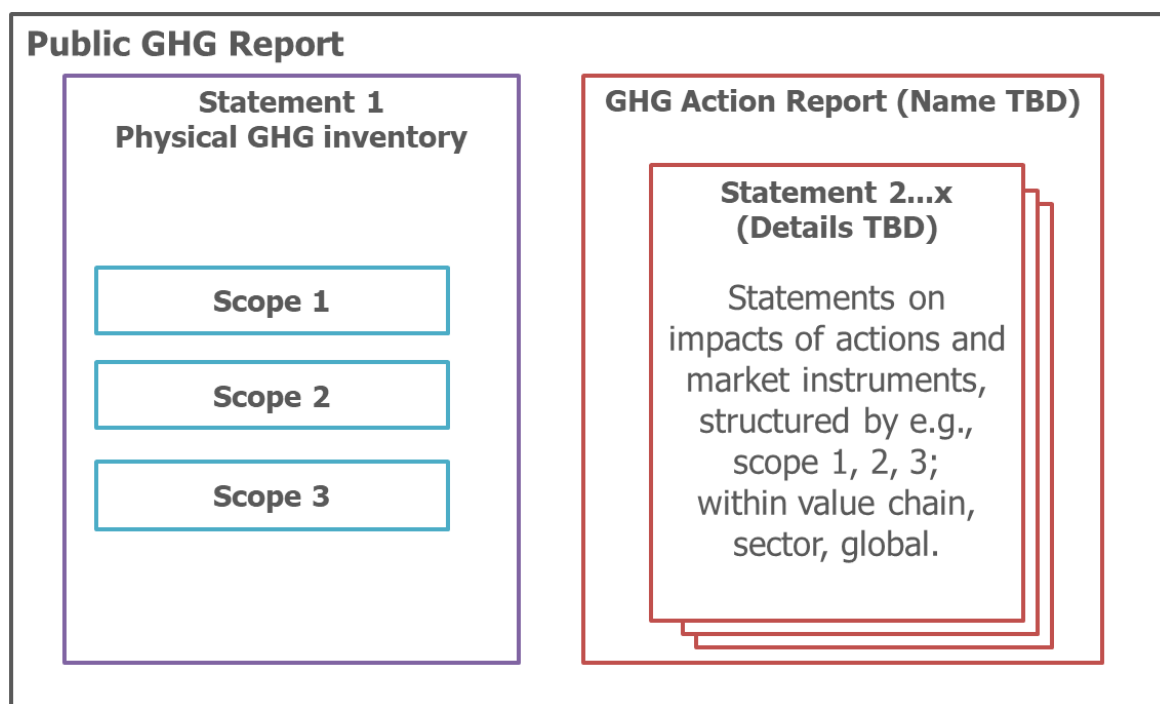 Public GHG Report
Statement 1
Physical GHG inventory
Scope 1
Scope 2
Scope 3
GHG Action Report (Name TBD)
Statement 2...x
(Details TBD)
Statements on
impacts of actions and
market instruments,
structured by e.g.,
scope 1, 2, 3;
within value chain,
sector, global.